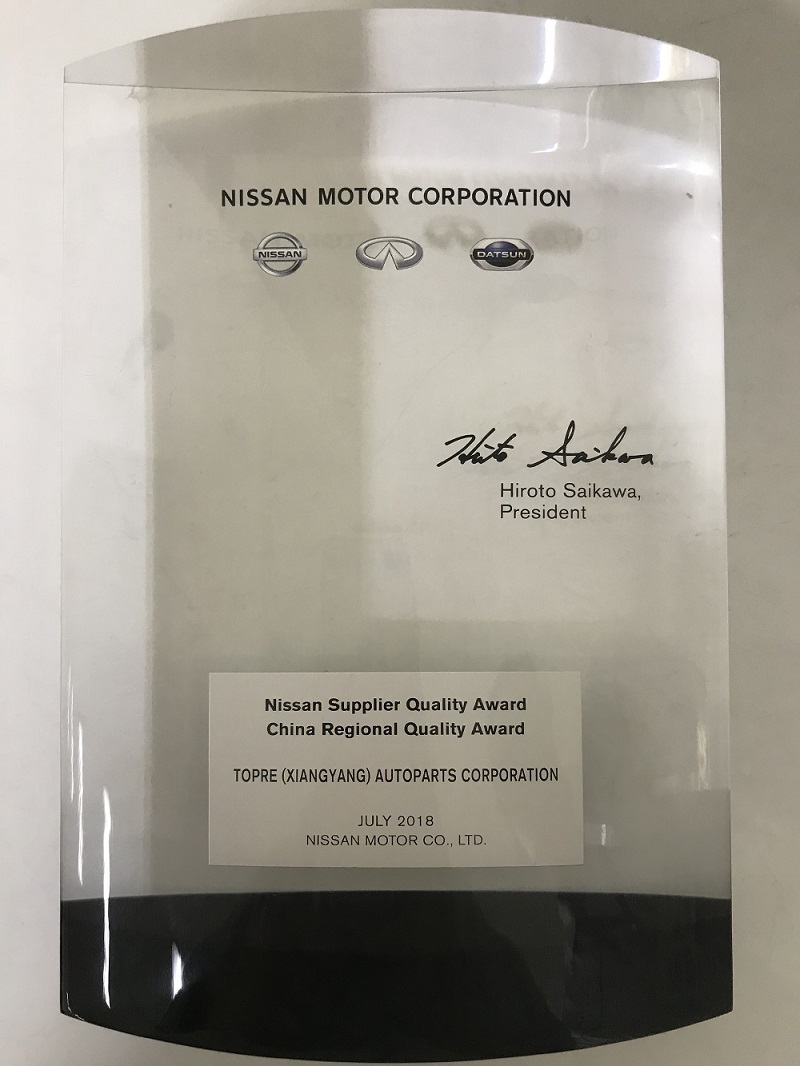 NISSAN MOTOR CORPORATION
NISSAN DATSUN
Hiroto Saikawa
Hiroto Saikawa,
President
Nissan Supplier Quality Award
China Regional Quality Award
TOPRE (XIANGYANG) AUTOPARTS CORPORATION
JULY 2018
NISSAN MOTOR CO., LTD.